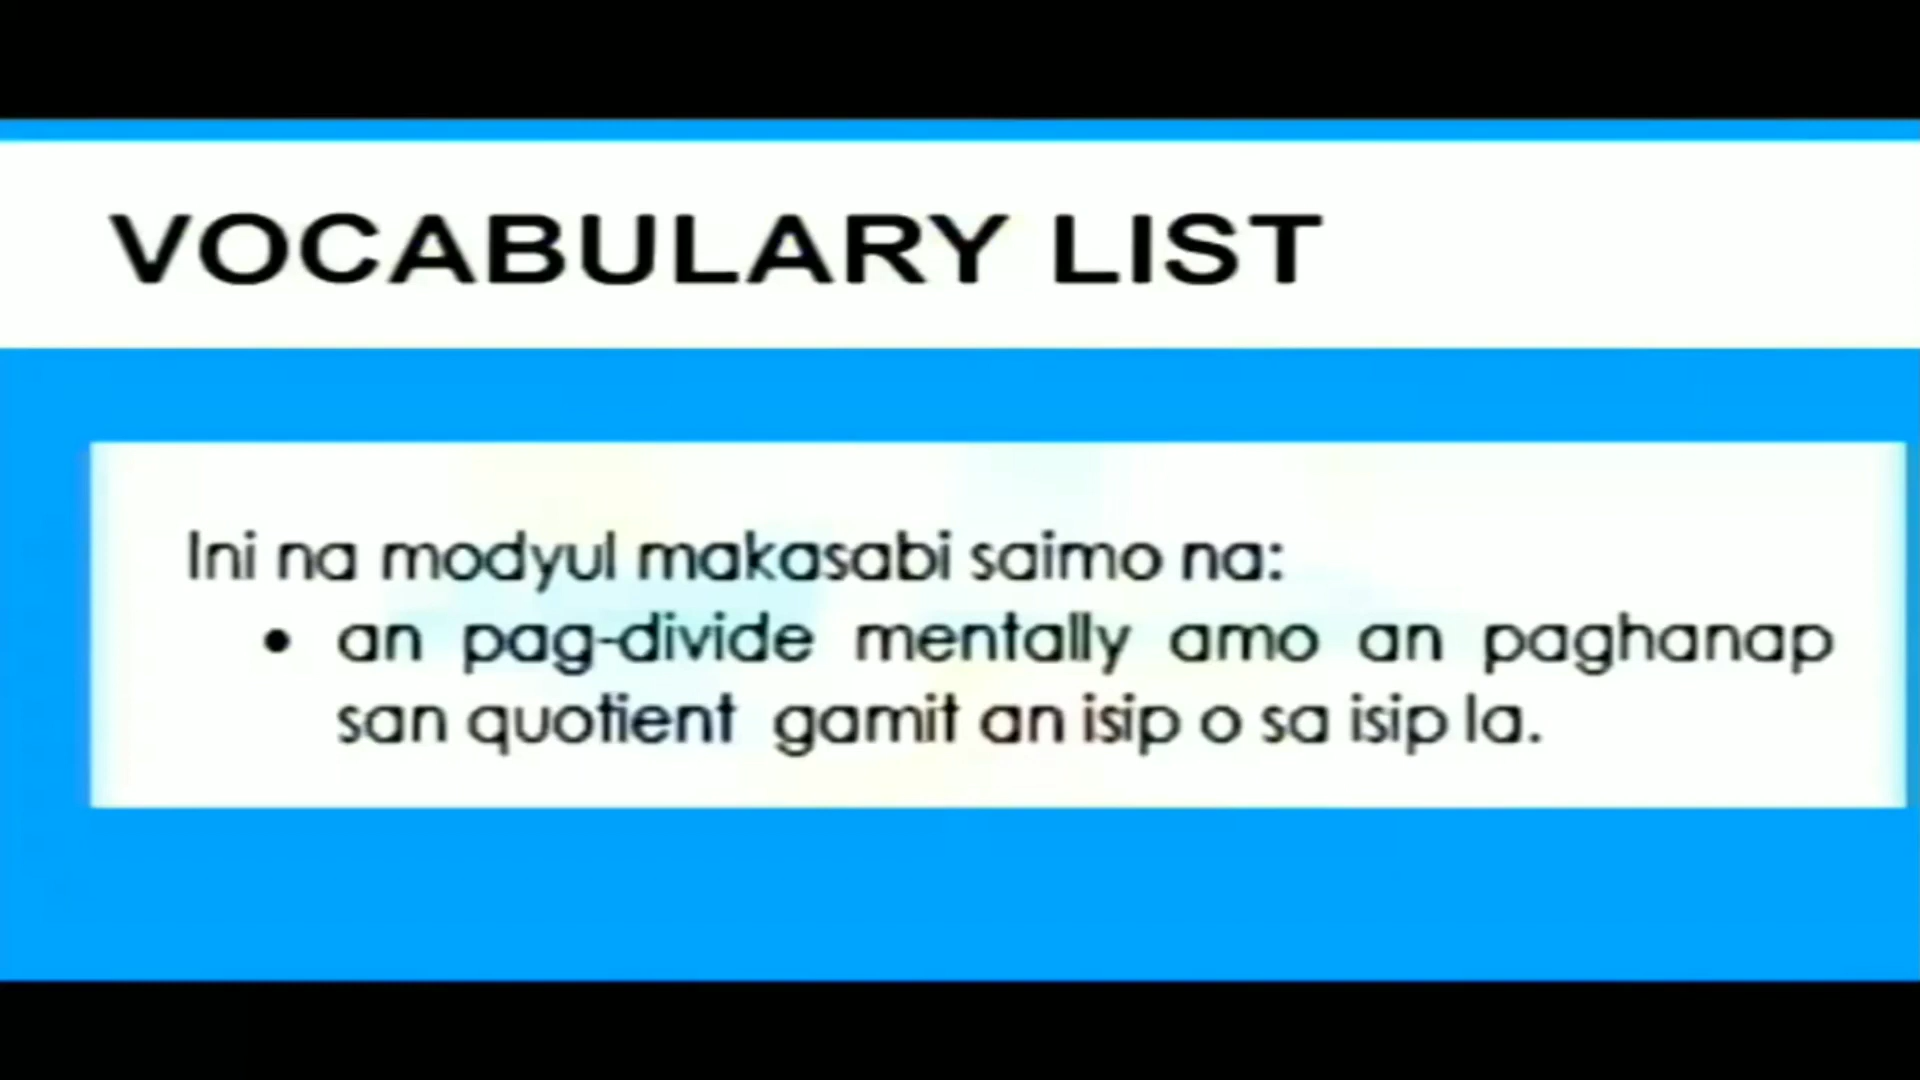 VOCABULARY LIST
Ini na modyul makasabi saimo na:
• an pag-divide mentally amo an paghanap
san quotient gamit an isip o sa isip la.